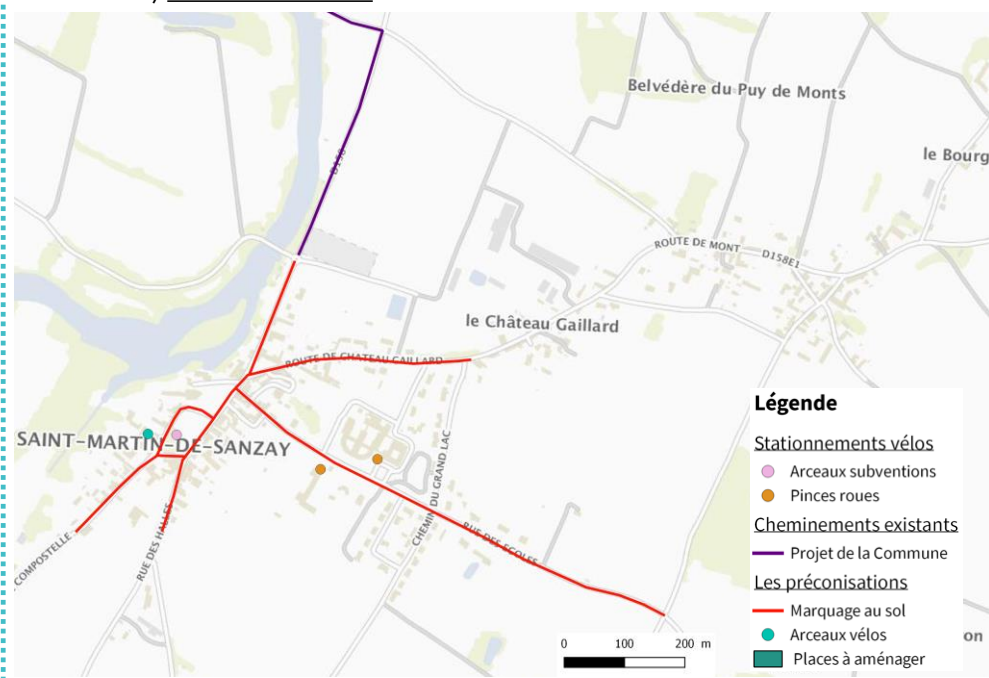 Belvédère du Puy de Monts
le Bourg
D158
ROUTE DE MONT
D158E1
le Château Gaillard
ROUTE DE CHATEAU GAILLARD
SAINT-MARTIN-DE-SANZAY
CHEMIN DU GRAND LAC
RUE DES ECOLES
RUE DES HALLES
COMPOSTELLE
Légende
Stationnements vélos
Arceaux subventions
Pinces roues
Cheminements existants
Projet de la Commune
Les préconisations
Marquage au sol
Arceaux vélos
Places à aménager
0 100 200 m
on